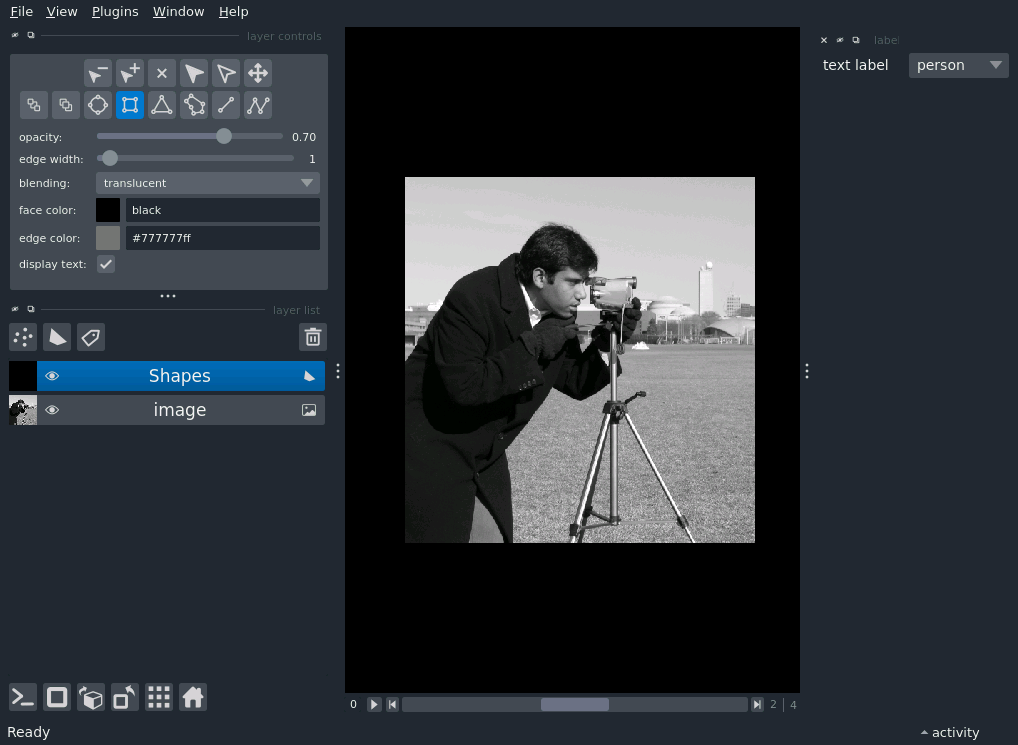 File View Plugins Window Help
layer controls
label
text label person
opacity: 0.70
edge width: 1
blending: translucent
face color: black
edge color: #777777ff
display text:
layer list
Shapes
image
0 2 4
Ready activity